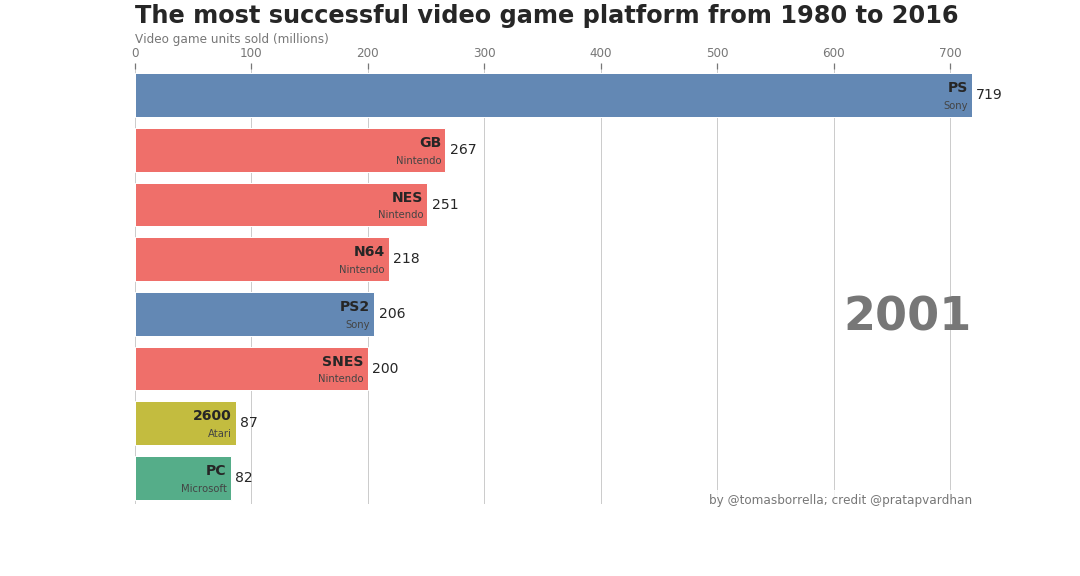 The most successful video game platform from 1980 to 2016
Video game units sold (millions)
0 100 200 300 400 500 600 700
PS
Sony
719
GB
Nintendo
267
NES
Nintendo
251
N64
Nintendo
218
PS2
Sony
206
2001
SNES
Nintendo
200
2600
Atari
87
PC
Microsoft
82
by @tomasborrella; credit @pratapvardhan